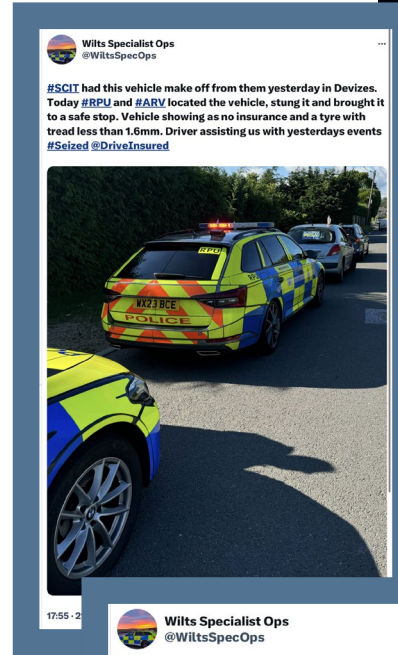 Wilts Specialist Ops
@WiltsSpecOps
#SCIT had this vehicle make off from them yesterday in Devizes.
Today #RPU and #ARV located the vehicle, stung it and brought it
to a safe stop. Vehicle showing as no insurance and a tyre with
tread less than 1.6mm. Driver assisting us with yesterdays events
#Seized @DriveInsured
RPU
WX23 BCE
POLICE
17:55 · 2
Wilts Specialist Ops
@WiltsSpecOps